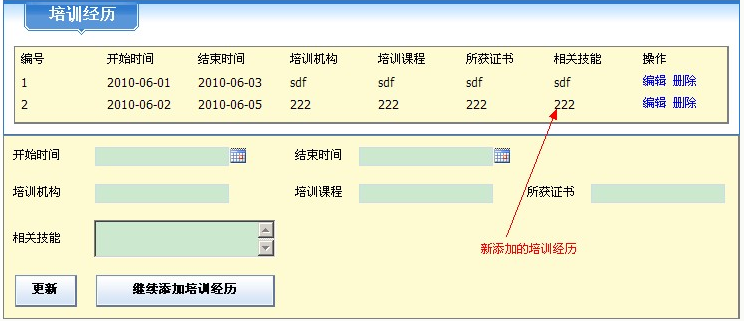 培训经历
编号 开始时间 结束时间 培训机构 培训课程 所获证书 相关技能 操作
1 2010-06-01 2010-06-03 sdf sdf sdf sdf 编辑 删除
2 2010-06-02 2010-06-05 222 222 222 222 编辑 删除
开始时间 结束时间
培训机构 培训课程 所获证书
相关技能
新添加的培训经历
更新 继续添加培训经历